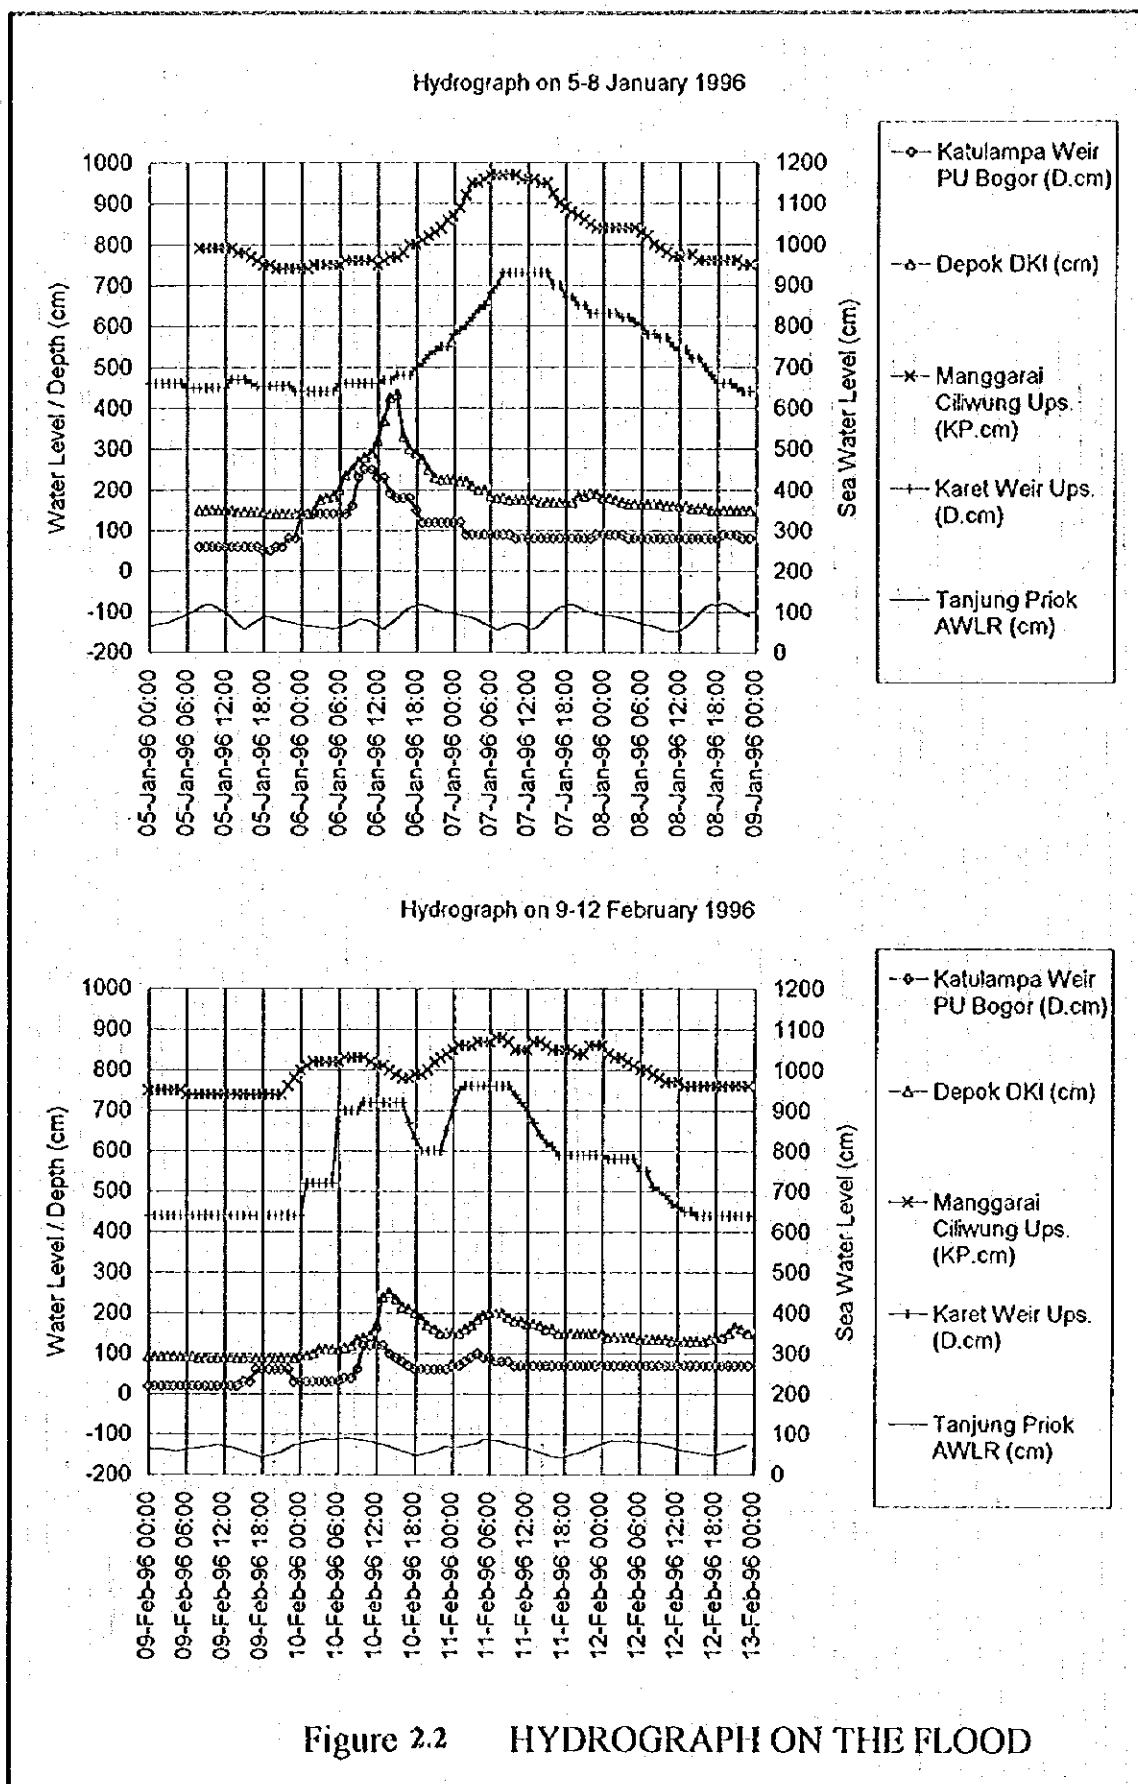 Hydrograph on 5-8 January 1996
Water Level / Depth (cm)
1000
900
800
700
600
500
400
300
200
100
0
-100
-200
1200
1100
1000
900
800
700
600
500
400
300
200
100
0
Sea Water Level (cm)
05-Jan-96 00:00
05-Jan-96 06:00
05-Jan-96 12:00
05-Jan-96 18:00
06-Jan-96 00:00
06-Jan-96 06:00
06-Jan-96 12:00
06-Jan-96 18:00
07-Jan-96 00:00
07-Jan-96 06:00
07-Jan-96 12:00
07-Jan-96 18:00
08-Jan-96 00:00
08-Jan-96 06:00
08-Jan-96 12:00
08-Jan-96 18:00
09-Jan-96 00:00
Katulampa Weir
PU Bogor (D.cm)
Depok DKI (cm)
Manggarai
Ciliwung Ups.
(KP.cm)
Karet Weir Ups.
(D.cm)
Tanjung Priok
AWLR (cm)
Hydrograph on 9-12 February 1996
Water Level / Depth (cm)
1000
900
800
700
600
500
400
300
200
100
0
-100
-200
1200
1100
1000
900
800
700
600
500
400
300
200
100
0
Sea Water Level (cm)
09-Feb-96 00:00
09-Feb-96 06:00
09-Feb-96 12:00
09-Feb-96 18:00
10-Feb-96 00:00
10-Feb-96 06:00
10-Feb-96 12:00
10-Feb-96 18:00
11-Feb-96 00:00
11-Feb-96 06:00
11-Feb-96 12:00
11-Feb-96 18:00
12-Feb-96 00:00
12-Feb-96 06:00
12-Feb-96 12:00
12-Feb-96 18:00
13-Feb-96 00:00
Katulampa Weir
PU Bogor (D.cm)
Depok DKI (cm)
Manggarai
Ciliwung Ups.
(KP.cm)
Karet Weir Ups.
(D.cm)
Tanjung Priok
AWLR (cm)
Figure 2.2 HYDROGRAPH ON THE FLOOD